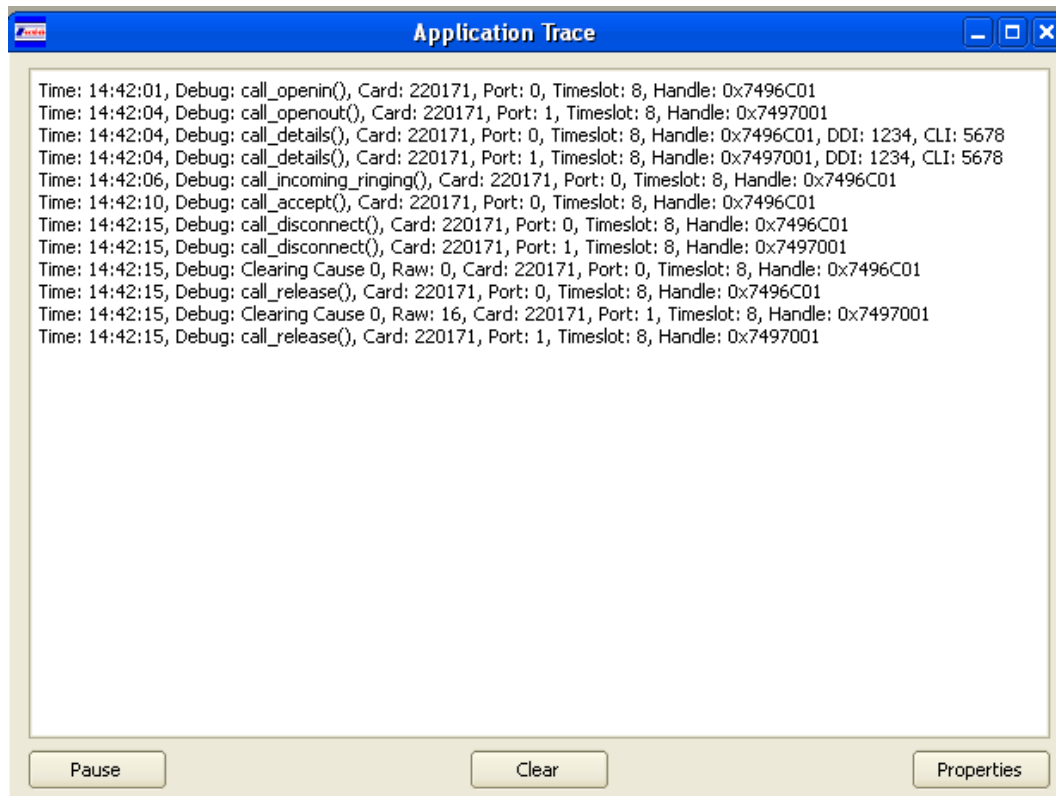 Application Trace
Time: 14:42:01, Debug: call_openin(), Card: 220171, Port: 0, Timeslot: 8, Handle: 0x7496C01
Time: 14:42:04, Debug: call_openout(), Card: 220171, Port: 1, Timeslot: 8, Handle: 0x7497001
Time: 14:42:04, Debug: call_details(), Card: 220171, Port: 0, Timeslot: 8, Handle: 0x7496C01, DDI: 1234, CLI: 5678
Time: 14:42:04, Debug: call_details(), Card: 220171, Port: 1, Timeslot: 8, Handle: 0x7497001, DDI: 1234, CLI: 5678
Time: 14:42:06, Debug: call_incoming_ringing(), Card: 220171, Port: 0, Timeslot: 8, Handle: 0x7496C01
Time: 14:42:10, Debug: call_accept(), Card: 220171, Port: 0, Timeslot: 8, Handle: 0x7496C01
Time: 14:42:15, Debug: call_disconnect(), Card: 220171, Port: 0, Timeslot: 8, Handle: 0x7496C01
Time: 14:42:15, Debug: call_disconnect(), Card: 220171, Port: 1, Timeslot: 8, Handle: 0x7497001
Time: 14:42:15, Debug: Clearing Cause 0, Raw: 0, Card: 220171, Port: 0, Timeslot: 8, Handle: 0x7496C01
Time: 14:42:15, Debug: call_release(), Card: 220171, Port: 0, Timeslot: 8, Handle: 0x7496C01
Time: 14:42:15, Debug: Clearing Cause 0, Raw: 16, Card: 220171, Port: 1, Timeslot: 8, Handle: 0x7497001
Time: 14:42:15, Debug: call_release(), Card: 220171, Port: 1, Timeslot: 8, Handle: 0x7497001
Pause Clear Properties